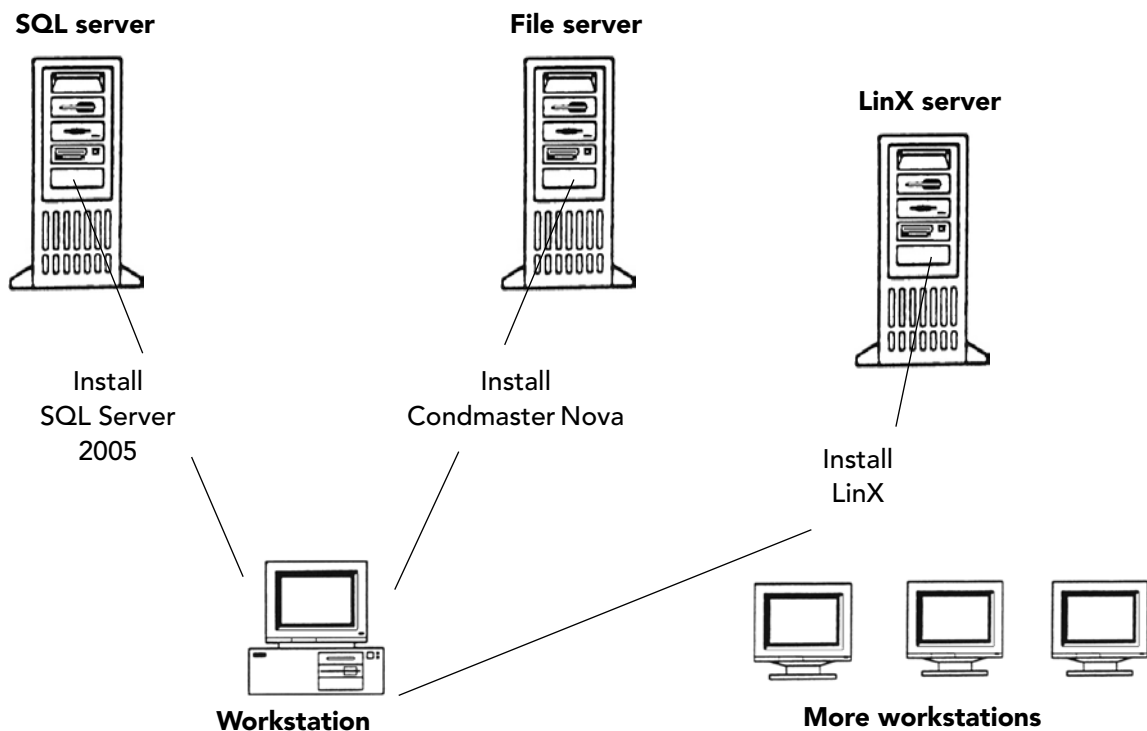 SQL server
File server
LinX server
Install
SQL Server
2005
Install
Condmaster Nova
Install
LinX
Workstation
More workstations